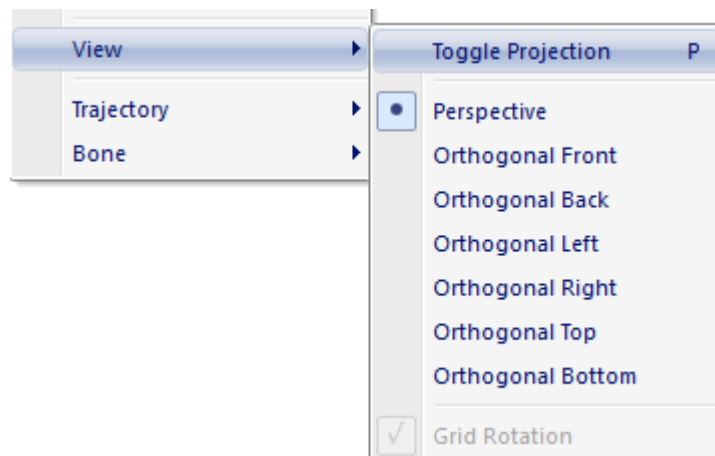 View
Trajectory
Bone
Toggle Projection P
Perspective
Orthogonal Front
Orthogonal Back
Orthogonal Left
Orthogonal Right
Orthogonal Top
Orthogonal Bottom
Grid Rotation